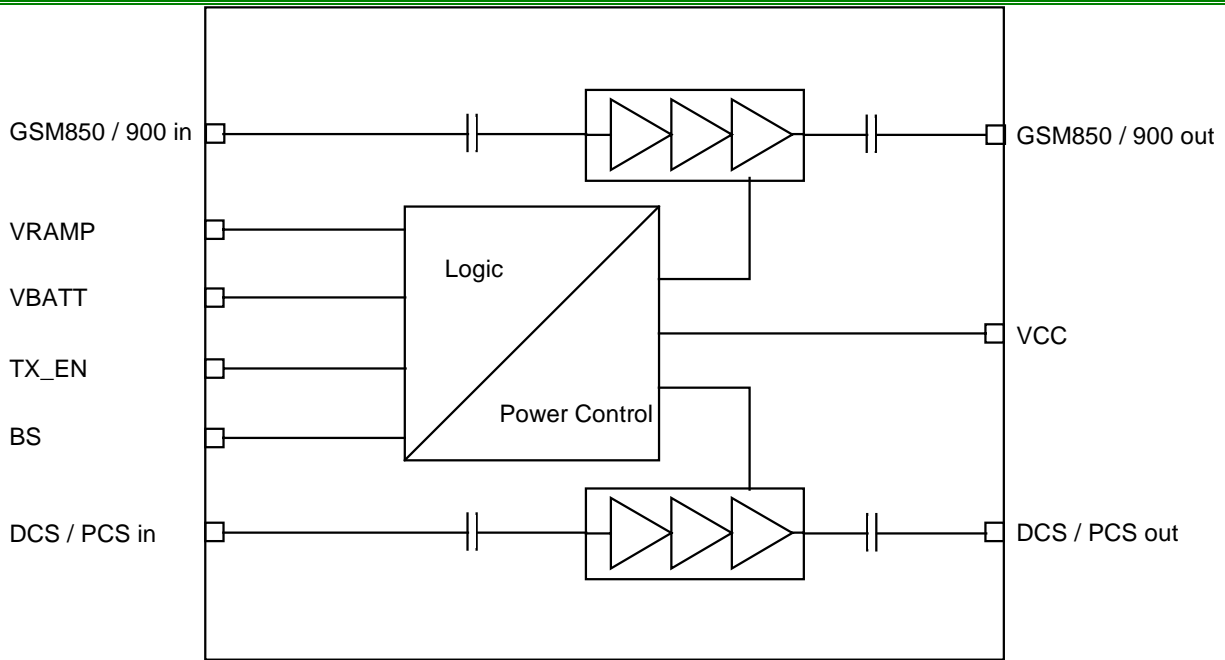 GSM850 / 900 in
GSM850 / 900 out
VRAMP
Logic
VBATT
VCC
TX_EN
Power Control
BS
DCS / PCS in
DCS / PCS out